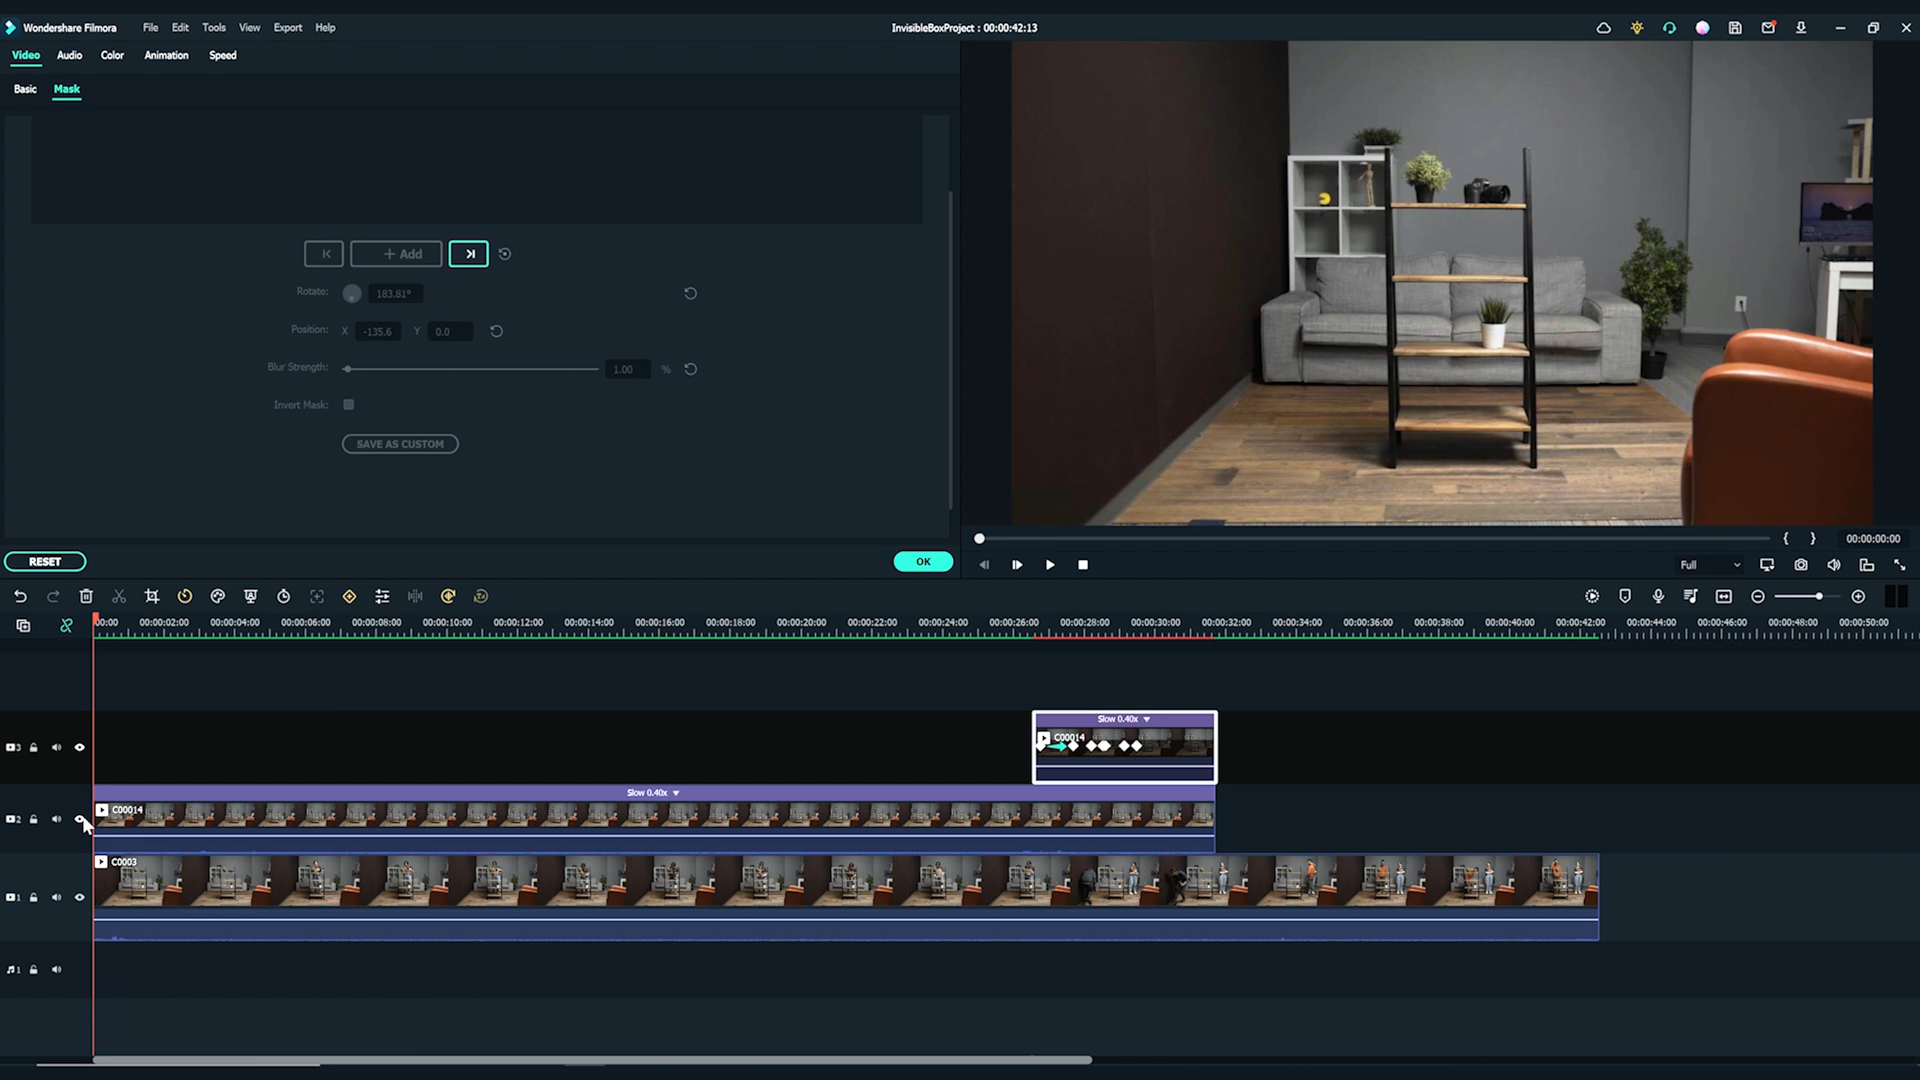 Wondershare Filmora File Edit Tools View Export Help InvisibleBoxProject : 00:00:42:13
Video Audio Color Animation Speed
Basic Mask
+ Add
Rotate: 183.81°
Position: X -135.6 Y 0.0
Blur Strength: 1.00 %
Invert Mask:
SAVE AS CUSTOM
{ } 00:00:00:00
RESET OK
Full
00:00 00:00:02:00 00:00:04:00 00:00:06:00 00:00:08:00 00:00:10:00 00:00:12:00 00:00:14:00 00:00:16:00 00:00:18:00 00:00:20:00 00:00:22:00 00:00:24:00 00:00:26:00 00:00:28:00 00:00:30:00 00:00:32:00 00:00:34:00 00:00:36:00 00:00:38:00 00:00:40:00 00:00:42:00 00:00:44:00 00:00:46:00 00:00:48:00 00:00:50:00
Slow 0.40x
3 C00014
Slow 0.40x
2 C00014
C0003
1
1